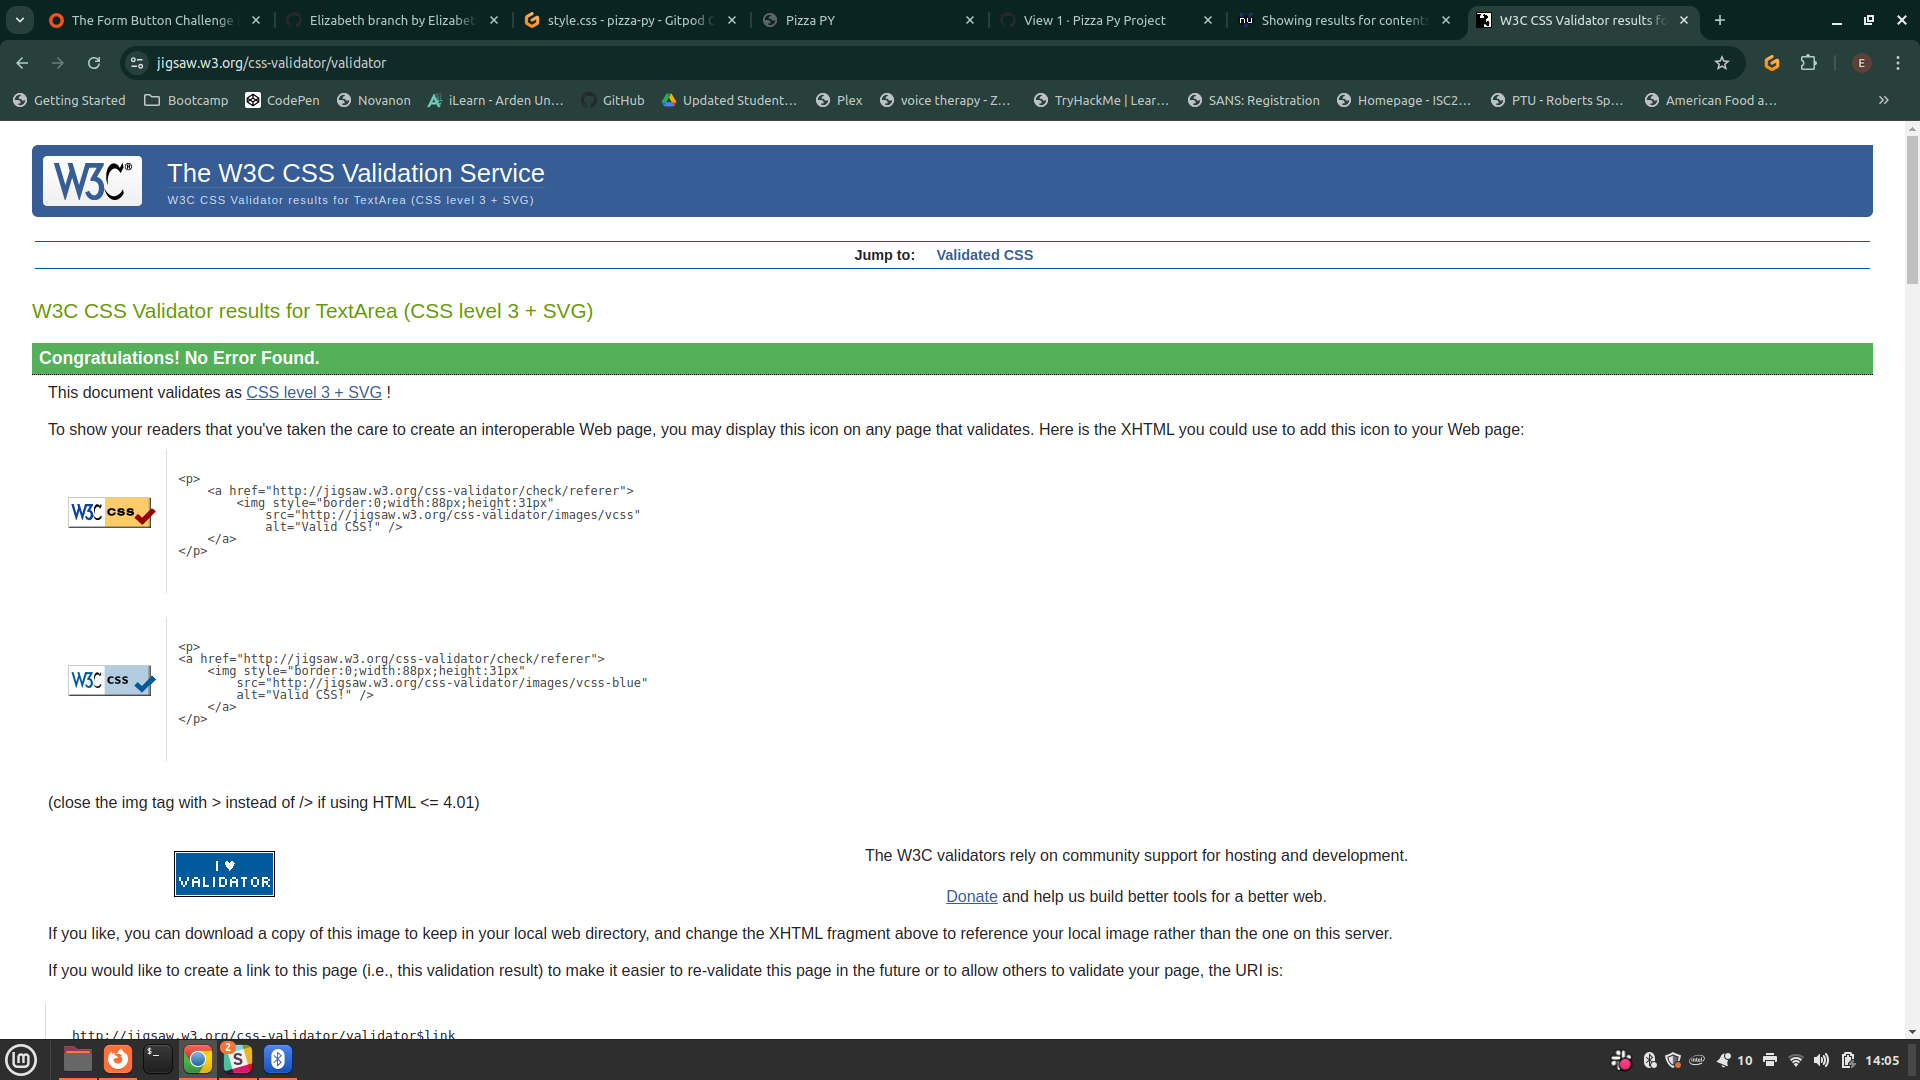 The Form Button Challenge
Elizabeth branch by Elizabe
style.css - pizza-py - Gitpod
Pizza PY
View 1 · Pizza Py Project
Showing results for content
W3C CSS Validator results fo
jigsaw.w3.org/css-validator/validator
E
Getting Started
Bootcamp
CodePen
Novanon
iLearn - Arden Un…
GitHub
Updated Student…
Plex
voice therapy - Z…
TryHackMe | Lear…
SANS: Registration
Homepage - ISC2…
PTU - Roberts Sp…
American Food a…
W3C®
The W3C CSS Validation Service
W3C CSS Validator results for TextArea (CSS level 3 + SVG)
Jump to: Validated CSS
W3C CSS Validator results for TextArea (CSS level 3 + SVG)
Congratulations! No Error Found.
This document validates as CSS level 3 + SVG !
To show your readers that you've taken the care to create an interoperable Web page, you may display this icon on any page that validates. Here is the XHTML you could use to add this icon to your Web page:
W3C css
<p>
<a href="http://jigsaw.w3.org/css-validator/check/referer">
<img style="border:0;width:88px;height:31px"
src="http://jigsaw.w3.org/css-validator/images/vcss"
alt="Valid CSS!" />
</a>
</p>
W3C css
<p>
<a href="http://jigsaw.w3.org/css-validator/check/referer">
<img style="border:0;width:88px;height:31px"
src="http://jigsaw.w3.org/css-validator/images/vcss-blue"
alt="Valid CSS!" />
</a>
</p>
(close the img tag with > instead of /> if using HTML <= 4.01)
I ♥
VALIDATOR
The W3C validators rely on community support for hosting and development.
Donate and help us build better tools for a better web.
If you like, you can download a copy of this image to keep in your local web directory, and change the XHTML fragment above to reference your local image rather than the one on this server.
If you would like to create a link to this page (i.e., this validation result) to make it easier to re-validate this page in the future or to allow others to validate your page, the URI is:
http://jigsaw.w3.org/css-validator/validator$link
2
10
14:05